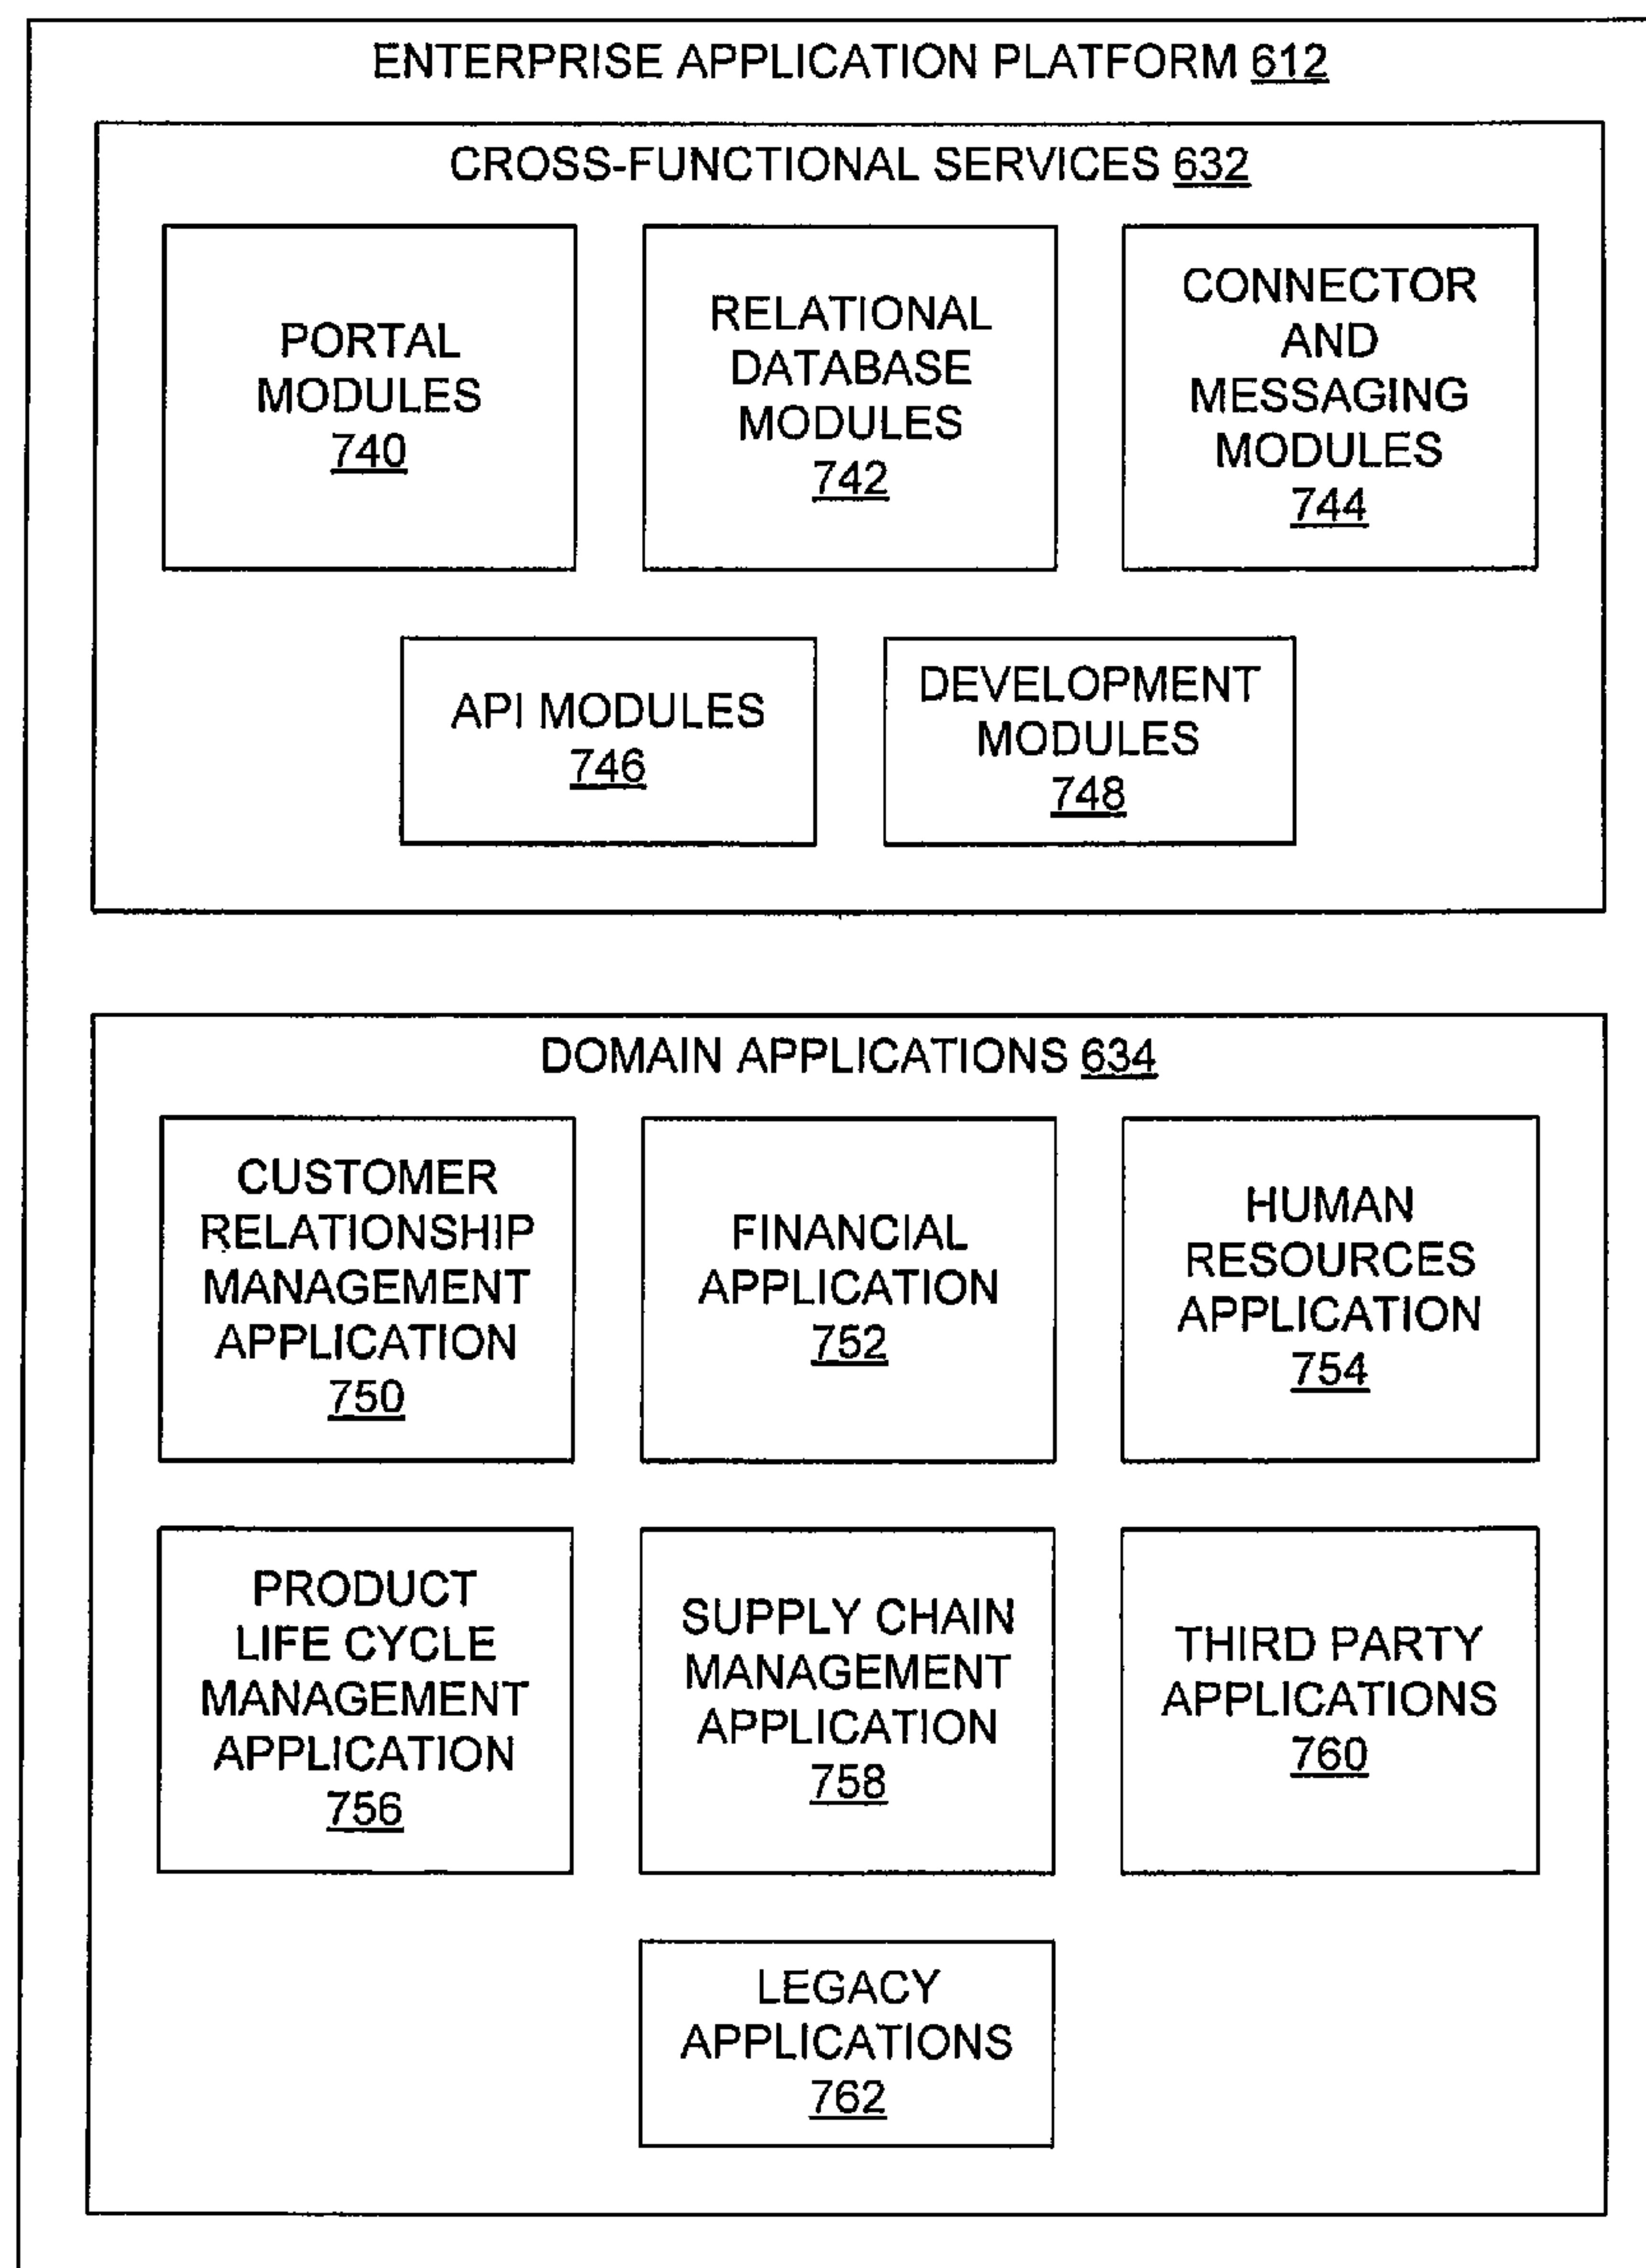 ENTERPRISE APPLICATION PLATFORM 612
CROSS-FUNCTIONAL SERVICES 632
PORTAL
MODULES
740
RELATIONAL
DATABASE
MODULES
742
CONNECTOR
AND
MESSAGING
MODULES
744
API MODULES
746
DEVELOPMENT
MODULES
748
DOMAIN APPLICATIONS 634
CUSTOMER
RELATIONSHIP
MANAGEMENT
APPLICATION
750
FINANCIAL
APPLICATION
752
HUMAN
RESOURCES
APPLICATION
754
PRODUCT
LIFE CYCLE
MANAGEMENT
APPLICATION
756
SUPPLY CHAIN
MANAGEMENT
APPLICATION
758
THIRD PARTY
APPLICATIONS
760
LEGACY
APPLICATIONS
762